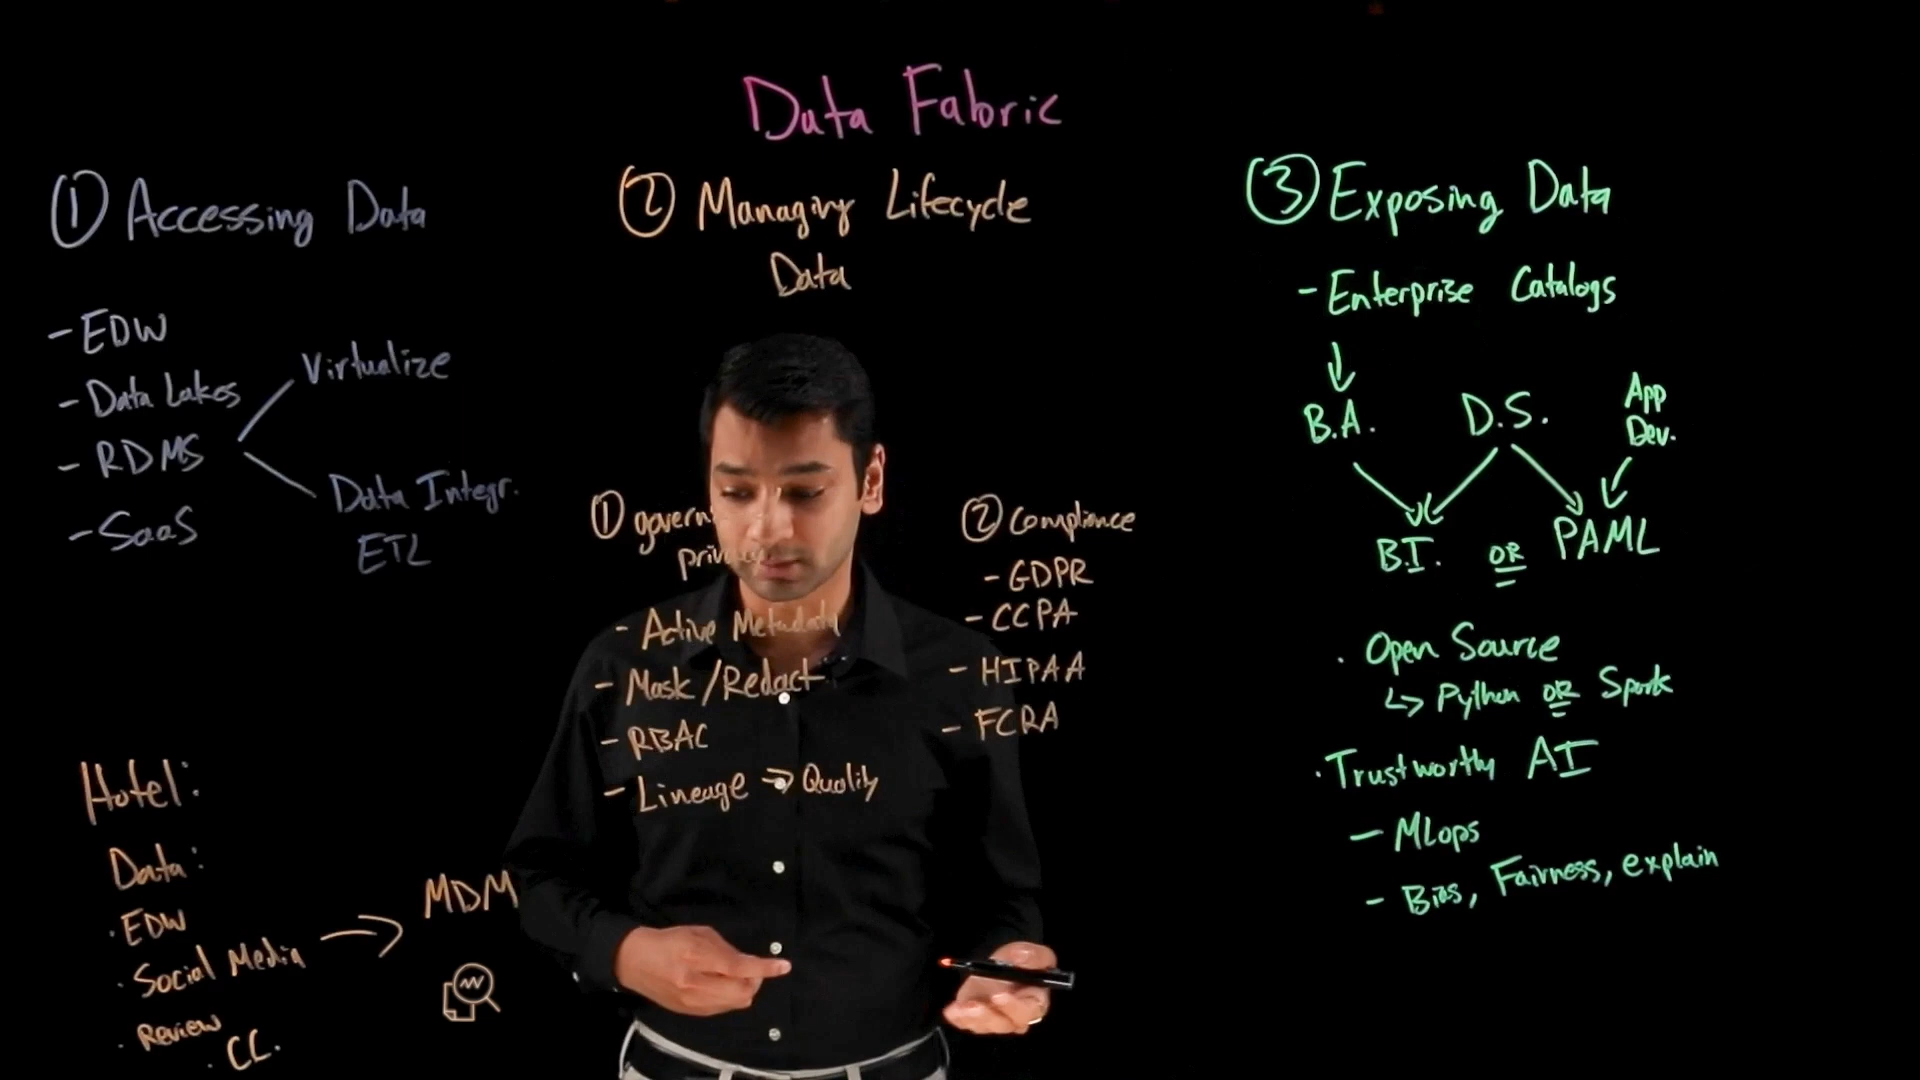 Data Fabric
① Accessing Data
- EDW
- Data Lakes
- RDMS
- SaaS
Virtualize
Data Integr.
ETL
② Managing Lifecycle
Data
① govern
privacy
- Active Metadata
- Mask/Redact
- RBAC
- Lineage → Quality
② Compliance
- GDPR
- CCPA
- HIPAA
- FCRA
③ Exposing Data
- Enterprise Catalogs
B.A.
D.S.
App
Dev.
B.I. OR PAML
· Open Source
↳ Python OR Spark
· Trustworthy AI
- MLops
- Bias, Fairness, explain
Hotel:
Data:
· EDW
· Social Media → MDM
· Review
· CC.